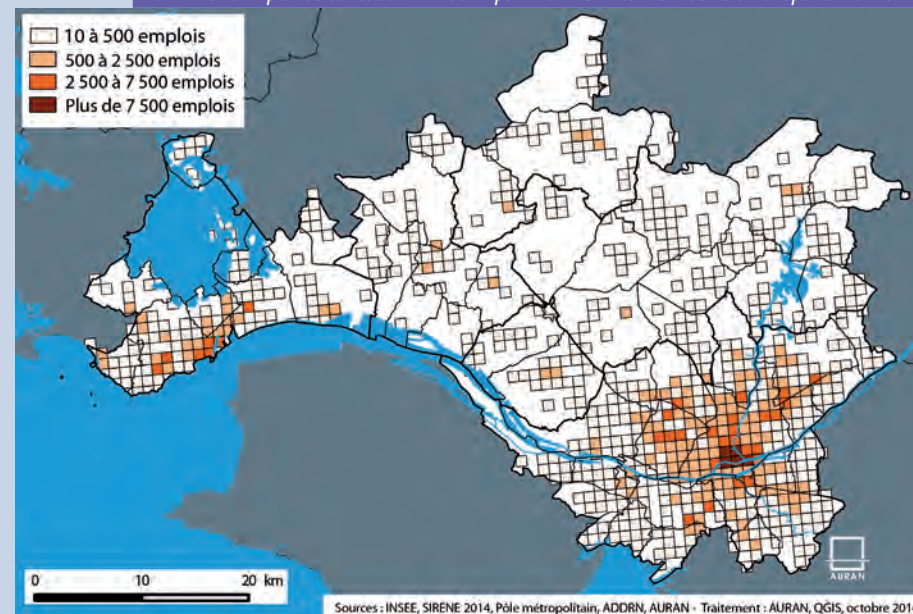 10 à 500 emplois
500 à 2 500 emplois
2 500 à 7 500 emplois
Plus de 7 500 emplois
AURAN
0 10 20 km
Sources : INSEE, SIRENE 2014, Pôle métropolitain, ADDRN, AURAN - Traitement : AURAN, QGIS, octobre